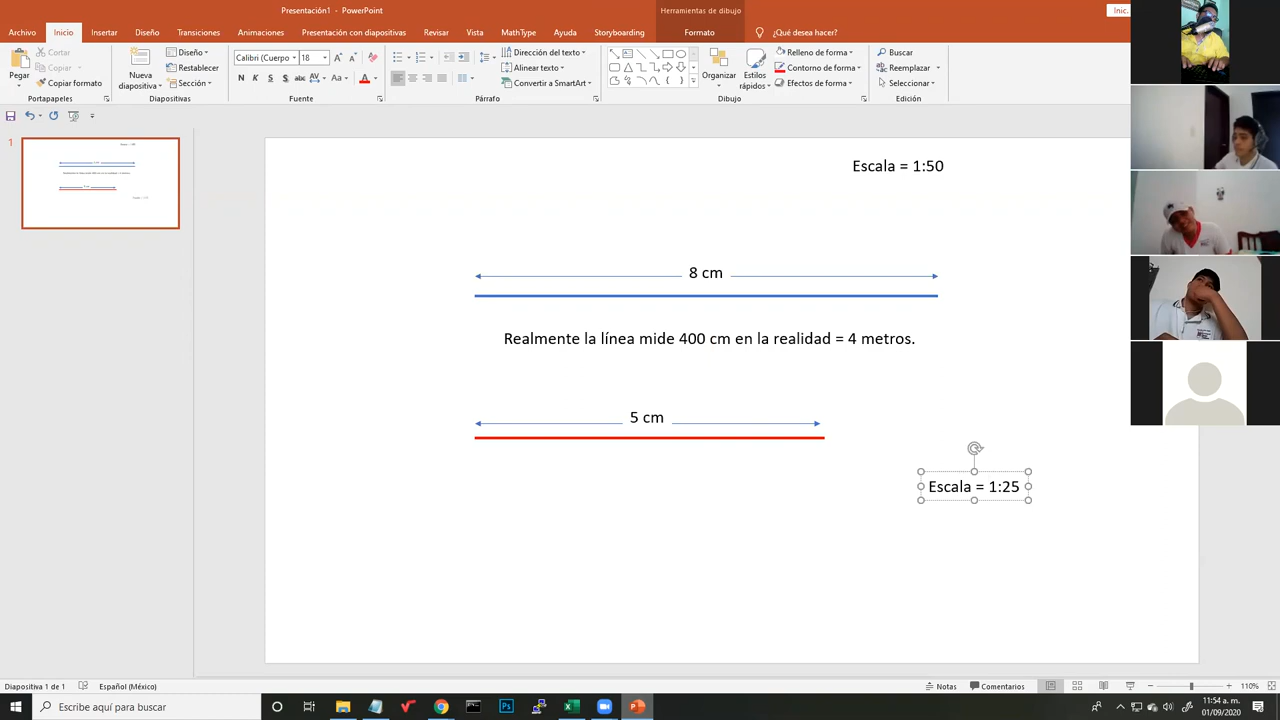 Presentación1 - PowerPoint
Herramientas de dibujo
Inic.
Archivo Inicio Insertar Diseño Transiciones Animaciones Presentación con diapositivas Revisar Vista MathType Ayuda Storyboarding Formato ¿Qué desea hacer?
Pegar
Cortar
Copiar
Copiar formato
Portapapeles
Nueva
diapositiva
Diseño
Restablecer
Sección
Diapositivas
Calibri (Cuerpo 18
N K S S abc AV Aa A
Fuente
Dirección del texto
Alinear texto
Convertir a SmartArt
Párrafo
Organizar
Estilos
rápidos
Relleno de forma
Contorno de forma
Efectos de forma
Dibujo
Buscar
Reemplazar
Seleccionar
Edición
1
Escala = 1:50
8 cm
Realmente la línea mide 400 cm en la realidad = 4 metros.
5 cm
Escala = 1:25
Diapositiva 1 de 1 Español (México) Notas Comentarios 110%
Escribe aquí para buscar
11:54 a. m.
01/09/2020